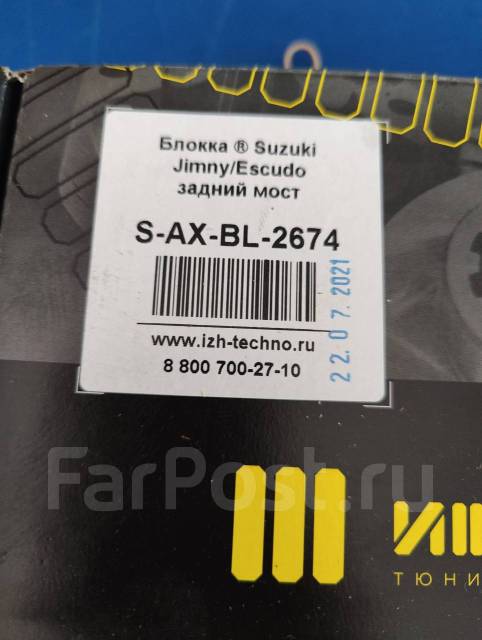 Блокка ® Suzuki
Jimny/Escudo
задний мост
S-AX-BL-2674
www.izh-techno.ru
8 800 700-27-10
22.07.2021
FarPost.ru
ТЮНИ